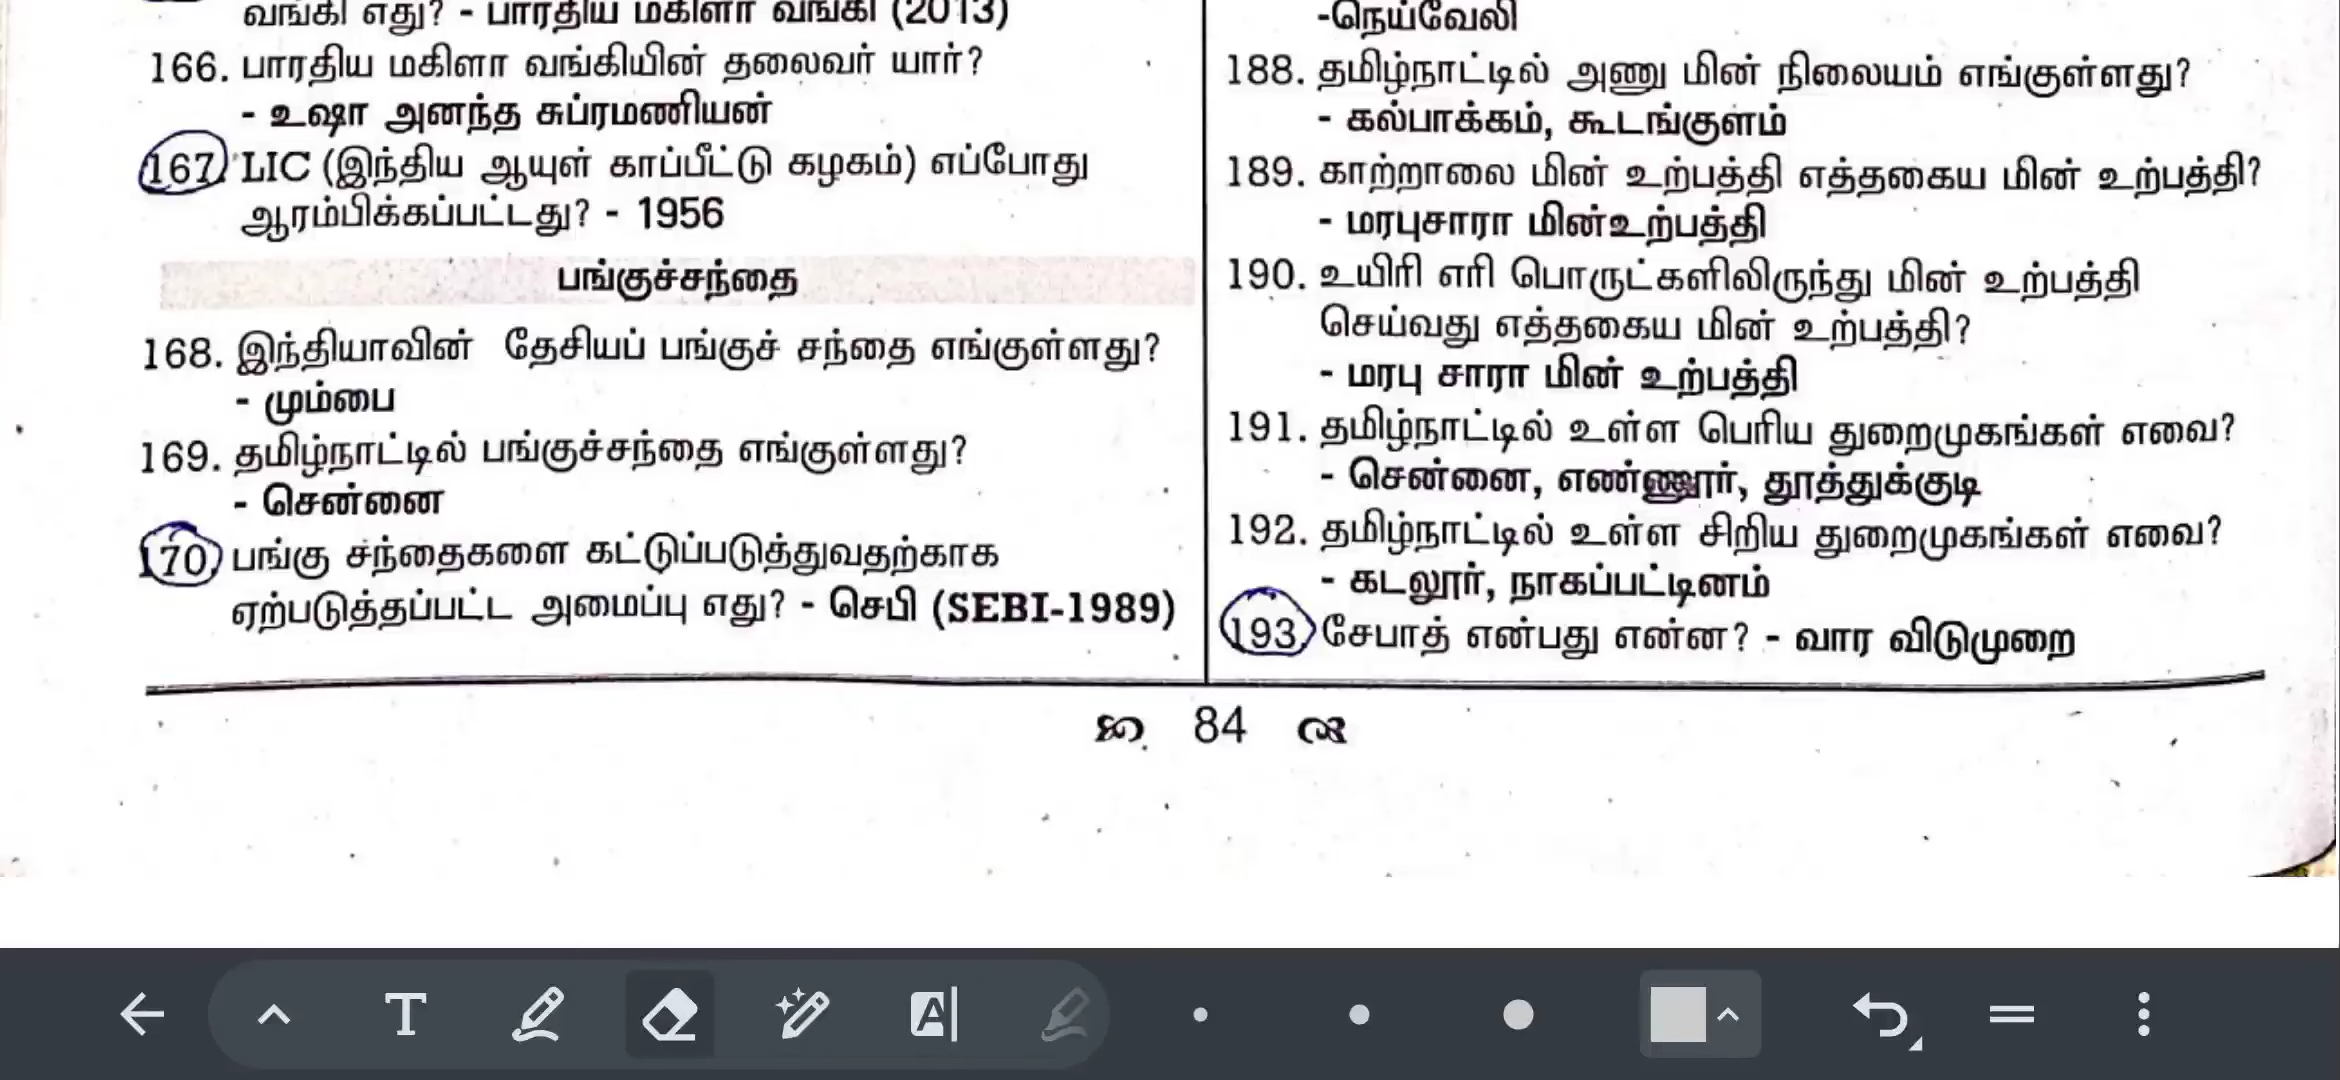 வங்கி எது? - பாரதிய மகிளா வங்கி (2013)
166. பாரதிய மகிளா வங்கியின் தலைவர் யார்?
- உஷா அனந்த சுப்ரமணியன்
167. LIC (இந்திய ஆயுள் காப்பீட்டு கழகம்) எப்போது
ஆரம்பிக்கப்பட்டது? - 1956
பங்குச்சந்தை
168. இந்தியாவின் தேசியப் பங்குச் சந்தை எங்குள்ளது?
- மும்பை
169. தமிழ்நாட்டில் பங்குச்சந்தை எங்குள்ளது?
- சென்னை
170. பங்கு சந்தைகளை கட்டுப்படுத்துவதற்காக
ஏற்படுத்தப்பட்ட அமைப்பு எது? - செபி (SEBI-1989)
-நெய்வேலி
188. தமிழ்நாட்டில் அணு மின் நிலையம் எங்குள்ளது?
- கல்பாக்கம், கூடங்குளம்
189. காற்றாலை மின் உற்பத்தி எத்தகைய மின் உற்பத்தி?
- மரபுசாரா மின்உற்பத்தி
190. உயிரி எரி பொருட்களிலிருந்து மின் உற்பத்தி
செய்வது எத்தகைய மின் உற்பத்தி?
- மரபு சாரா மின் உற்பத்தி
191. தமிழ்நாட்டில் உள்ள பெரிய துறைமுகங்கள் எவை?
- சென்னை, எண்ணூர், தூத்துக்குடி
192. தமிழ்நாட்டில் உள்ள சிறிய துறைமுகங்கள் எவை?
- கடலூர், நாகப்பட்டினம்
193. சேபாத் என்பது என்ன? - வார விடுமுறை
84
T
A